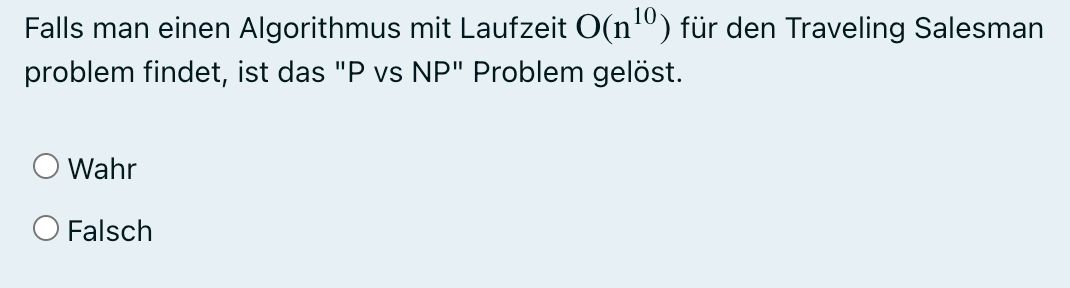 Falls man einen Algorithmus mit Laufzeit O(n¹⁰) für den Traveling Salesman
problem findet, ist das "P vs NP" Problem gelöst.
Wahr
Falsch